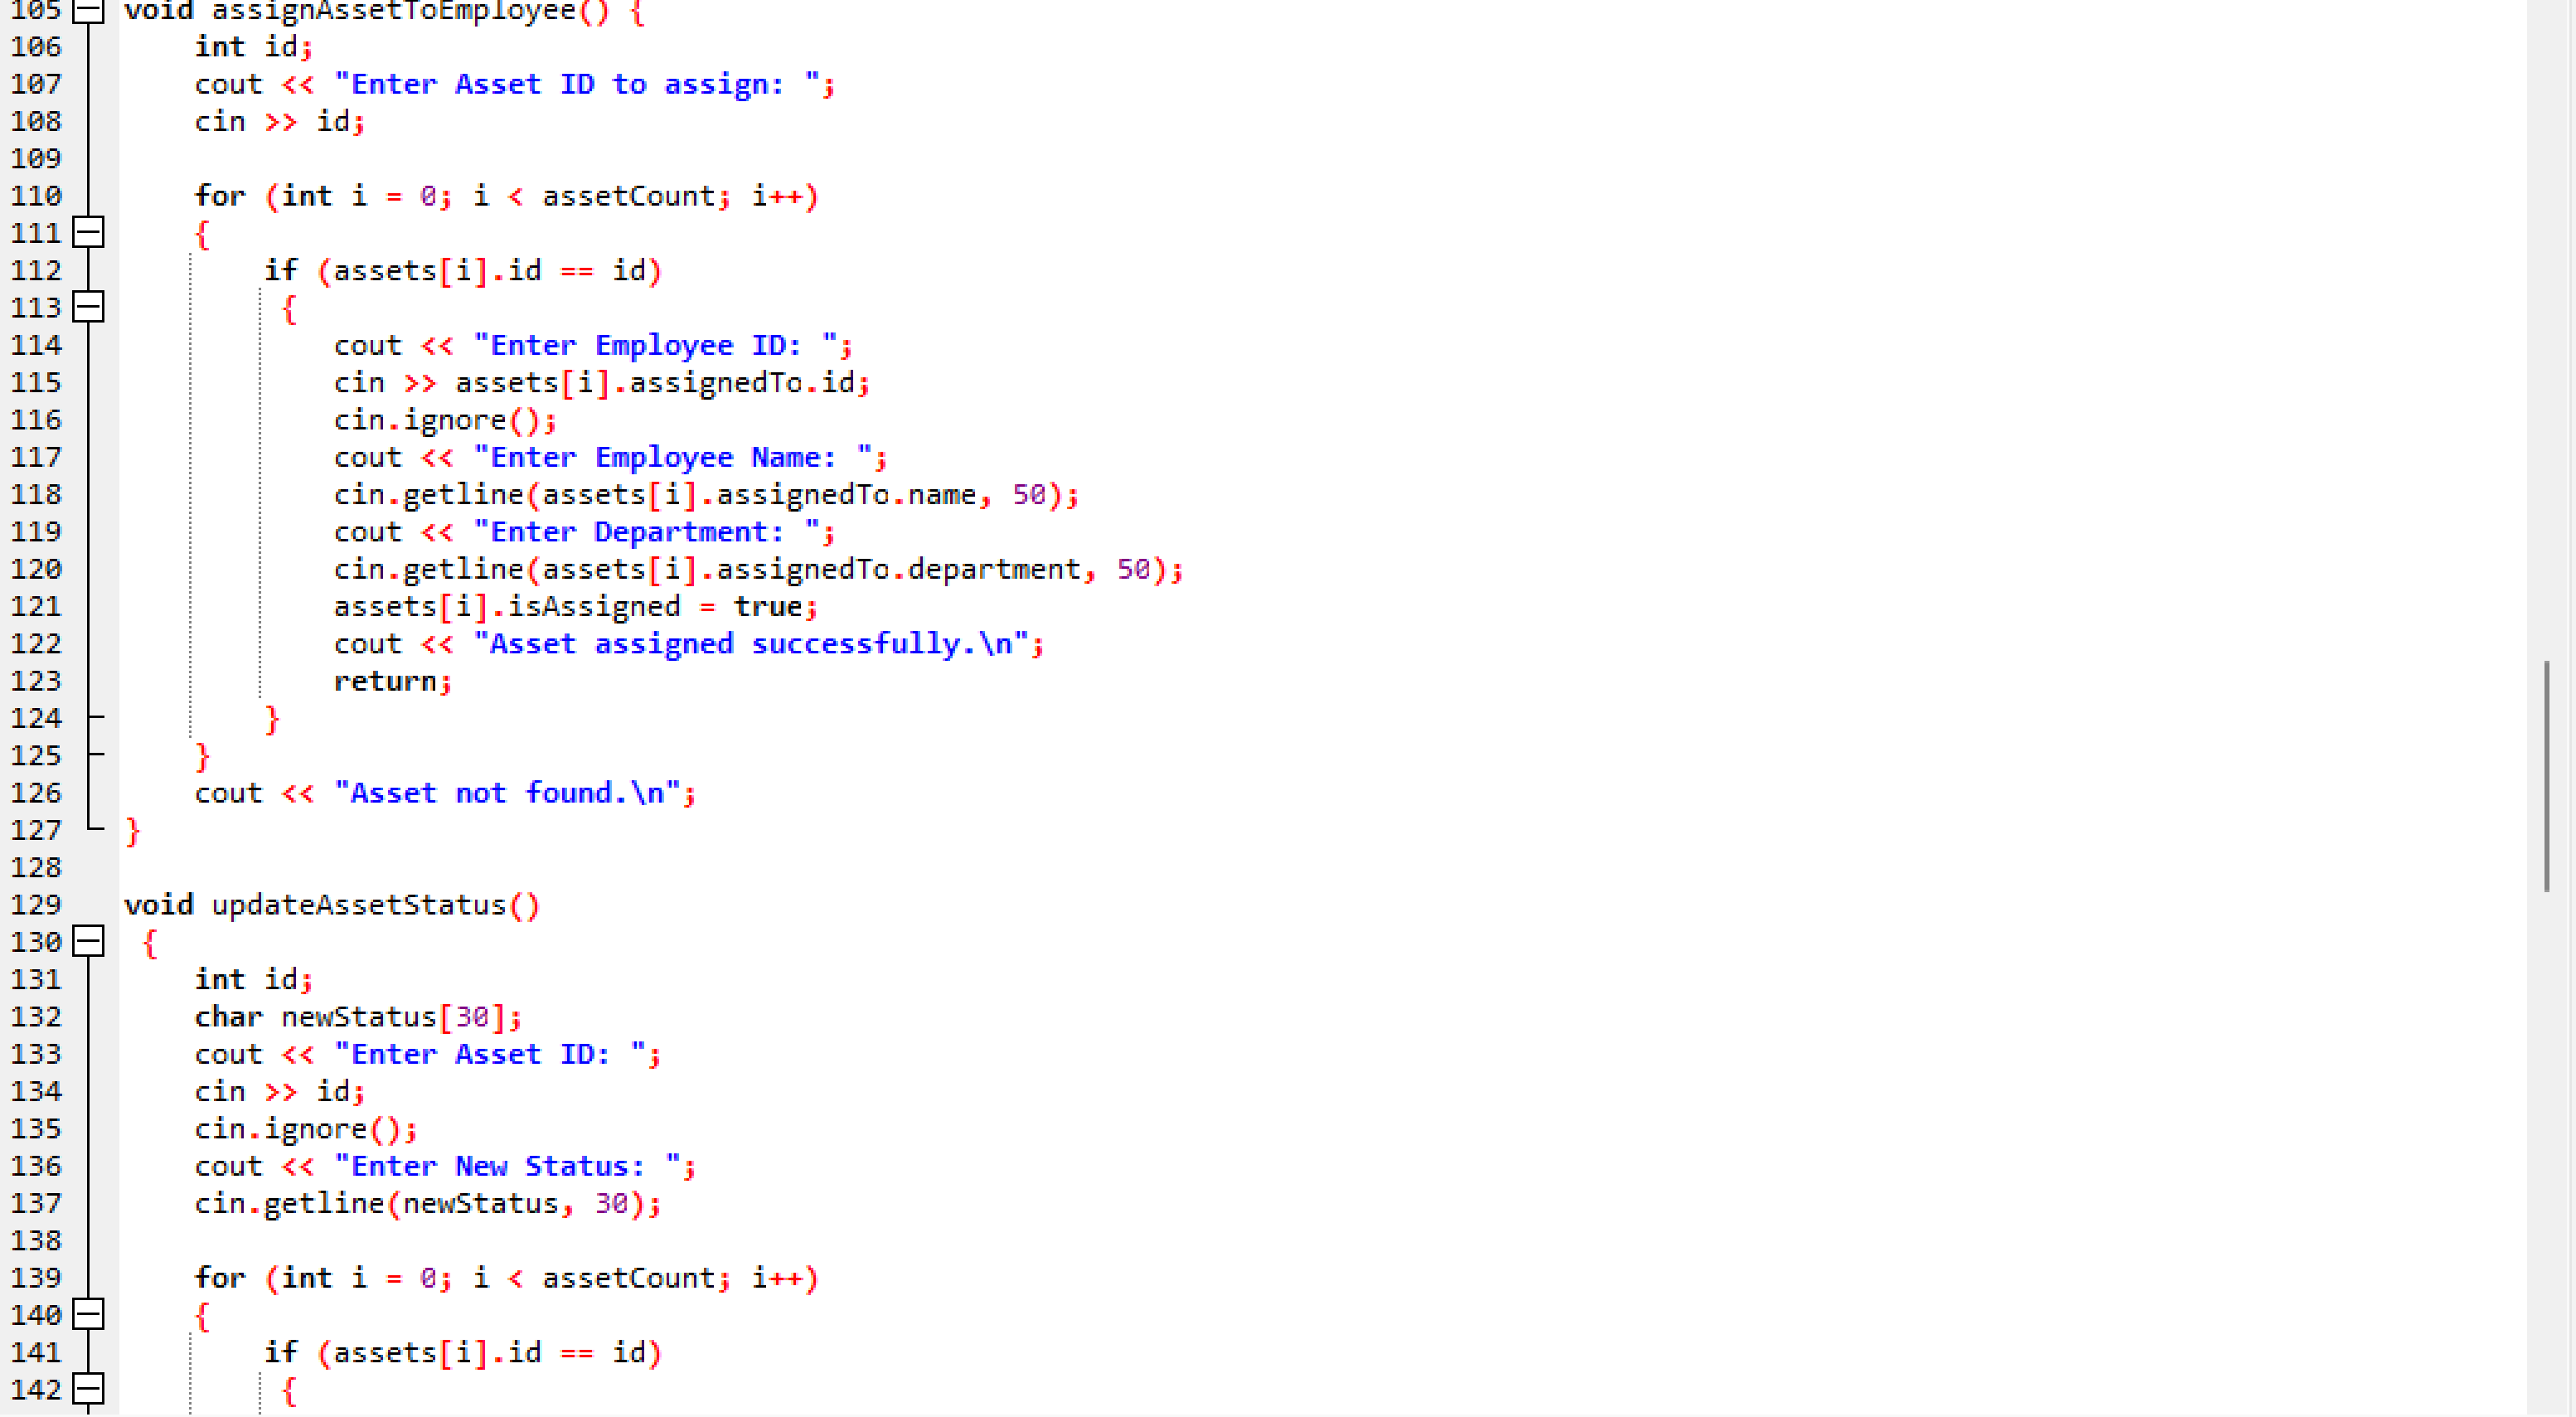 105 void assignAssetToEmployee() {
106     int id;
107     cout << "Enter Asset ID to assign: ";
108     cin >> id;
109
110     for (int i = 0; i < assetCount; i++)
111     {
112         if (assets[i].id == id)
113          {
114             cout << "Enter Employee ID: ";
115             cin >> assets[i].assignedTo.id;
116             cin.ignore();
117             cout << "Enter Employee Name: ";
118             cin.getline(assets[i].assignedTo.name, 50);
119             cout << "Enter Department: ";
120             cin.getline(assets[i].assignedTo.department, 50);
121             assets[i].isAssigned = true;
122             cout << "Asset assigned successfully.\n";
123             return;
124         }
125     }
126     cout << "Asset not found.\n";
127 }
128
129 void updateAssetStatus()
130  {
131     int id;
132     char newStatus[30];
133     cout << "Enter Asset ID: ";
134     cin >> id;
135     cin.ignore();
136     cout << "Enter New Status: ";
137     cin.getline(newStatus, 30);
138
139     for (int i = 0; i < assetCount; i++)
140     {
141         if (assets[i].id == id)
142          {